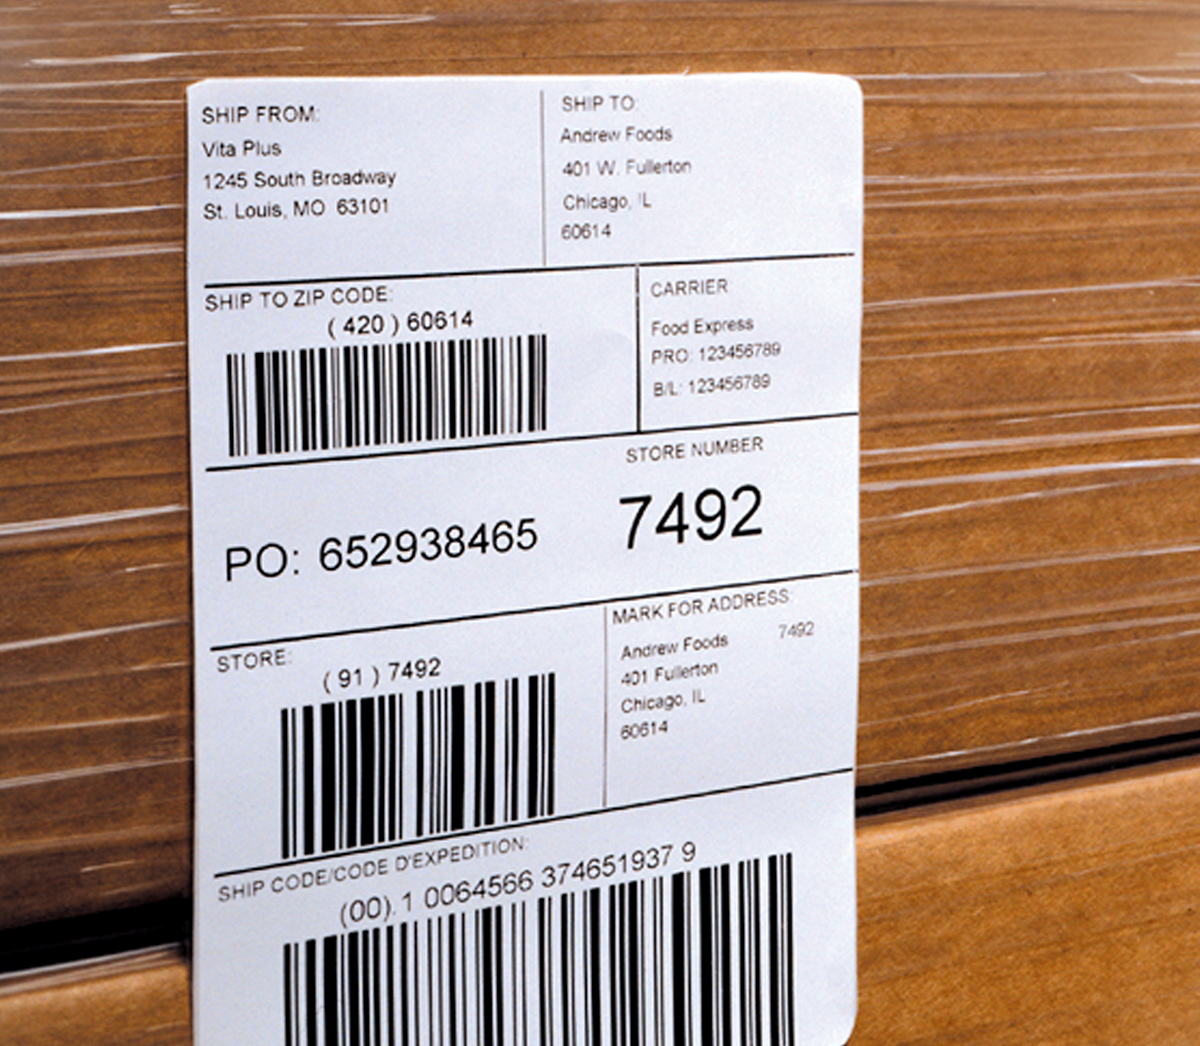 SHIP FROM:
Vita Plus
1245 South Broadway
St. Louis, MO 63101
SHIP TO:
Andrew Foods
401 W. Fullerton
Chicago, IL
60614
SHIP TO ZIP CODE:
( 420 ) 60614
CARRIER
Food Express
PRO: 123456789
B/L: 123456789
PO: 652938465
STORE NUMBER
7492
STORE:
( 91 ) 7492
MARK FOR ADDRESS:
Andrew Foods 7492
401 Fullerton
Chicago, IL
60614
SHIP CODE/CODE D'EXPEDITION:
(00). 1 0064566 374651937 9